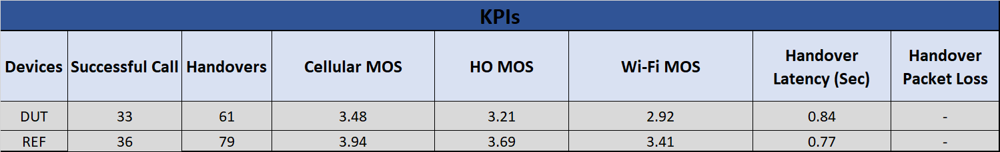 KPIs
Devices Successful Call Handovers Cellular MOS HO MOS Wi-Fi MOS Handover Latency (Sec) Handover Packet Loss
DUT 33 61 3.48 3.21 2.92 0.84 -
REF 36 79 3.94 3.69 3.41 0.77 -